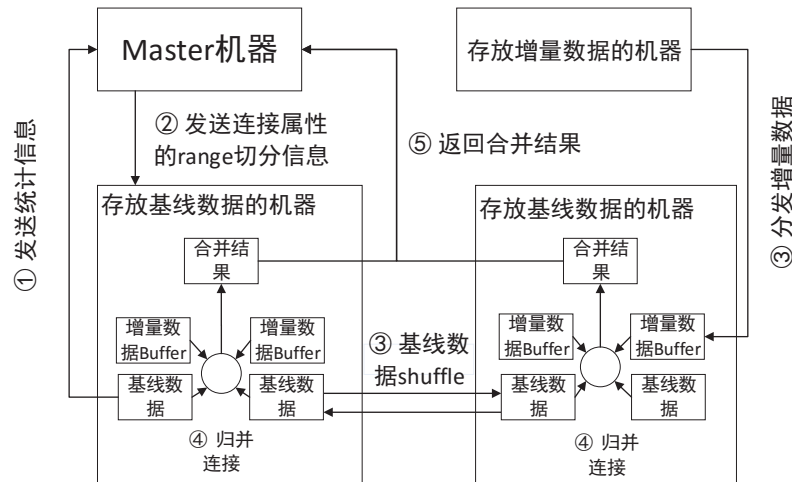 Master机器
存放增量数据的机器
① 发送统计信息
② 发送连接属性
的range切分信息
⑤ 返回合并结果
③ 分发增量数据
存放基线数据的机器
合并结
果
增量数
据Buffer
增量数
据Buffer
基线数
据
基线数
据
④ 归并
连接
③ 基线数
据shuffle
存放基线数据的机器
合并结
果
增量数
据Buffer
增量数
据Buffer
基线数
据
基线数
据
④ 归并
连接